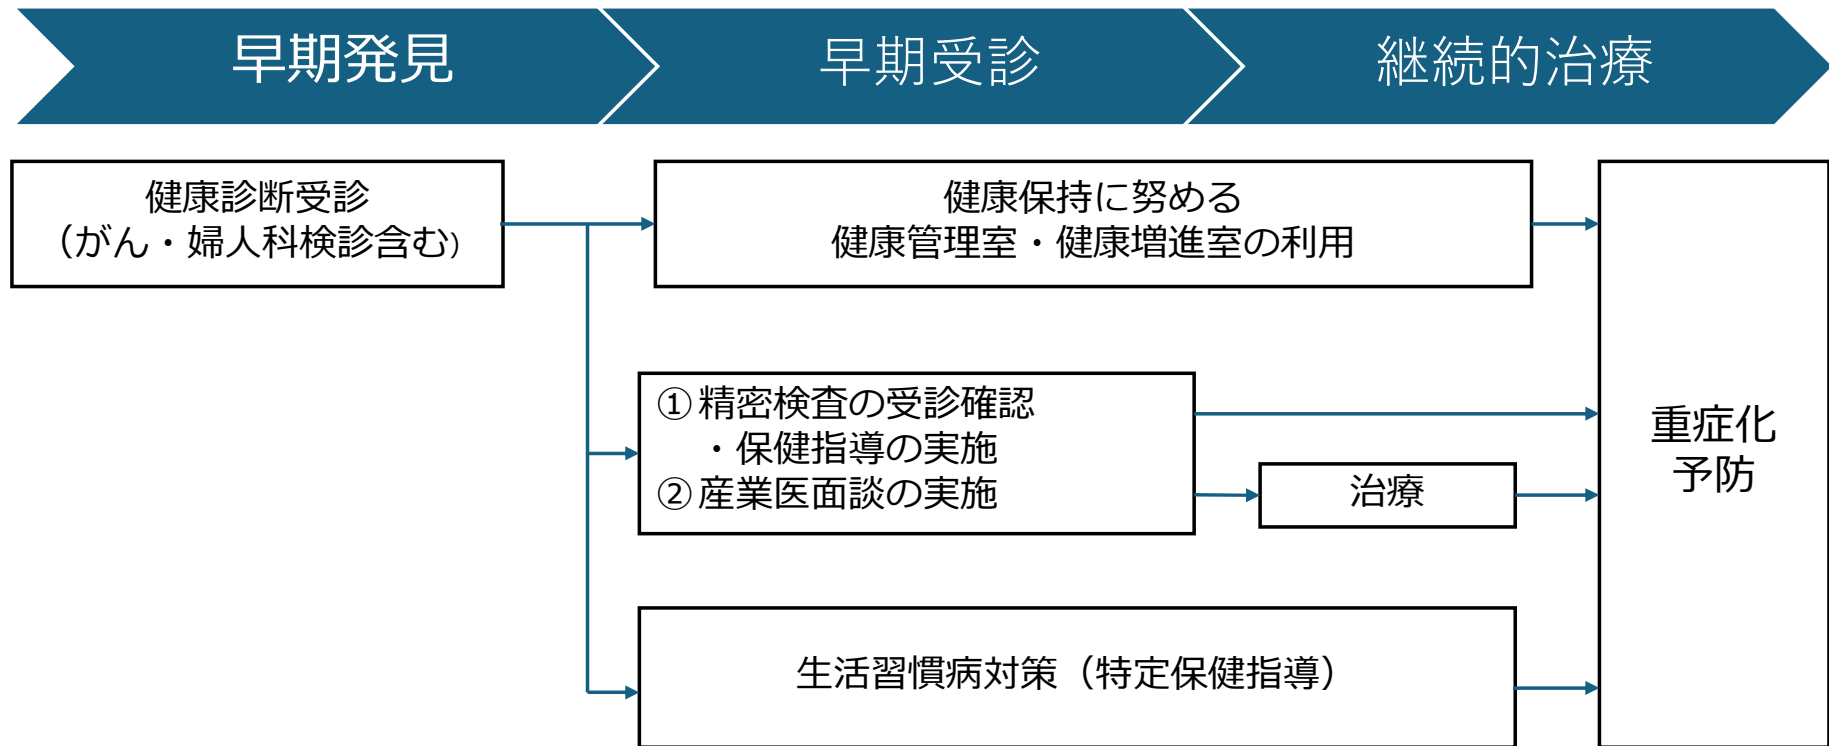 早期発見
早期受診
継続的治療
健康診断受診
（がん・婦人科検診含む）
健康保持に努める
健康管理室・健康増進室の利用
①精密検査の受診確認
・保健指導の実施
②産業医面談の実施
治療
生活習慣病対策（特定保健指導）
重症化
予防